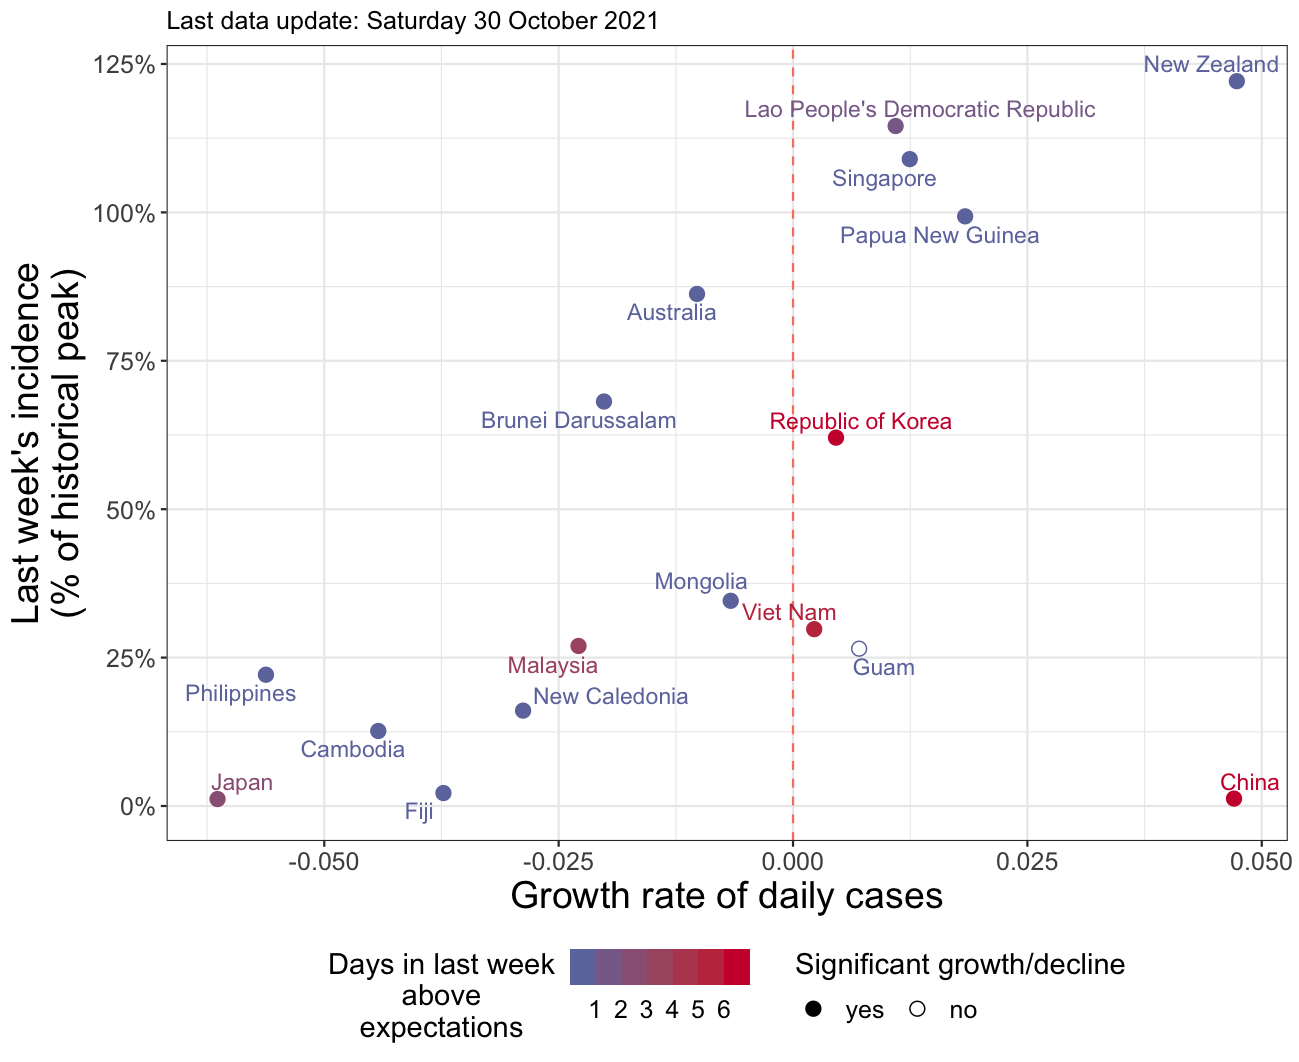 Last data update: Saturday 30 October 2021
Last week's incidence
(% of historical peak)
125%
100%
75%
50%
25%
0%
New Zealand
Lao People's Democratic Republic
Singapore
Papua New Guinea
Australia
Brunei Darussalam
Republic of Korea
Mongolia
Viet Nam
Malaysia
Guam
Philippines
New Caledonia
Cambodia
Japan
China
Fiji
-0.050 -0.025 0.000 0.025 0.050
Growth rate of daily cases
Days in last week
above
expectations
1 2 3 4 5 6
Significant growth/decline
yes no